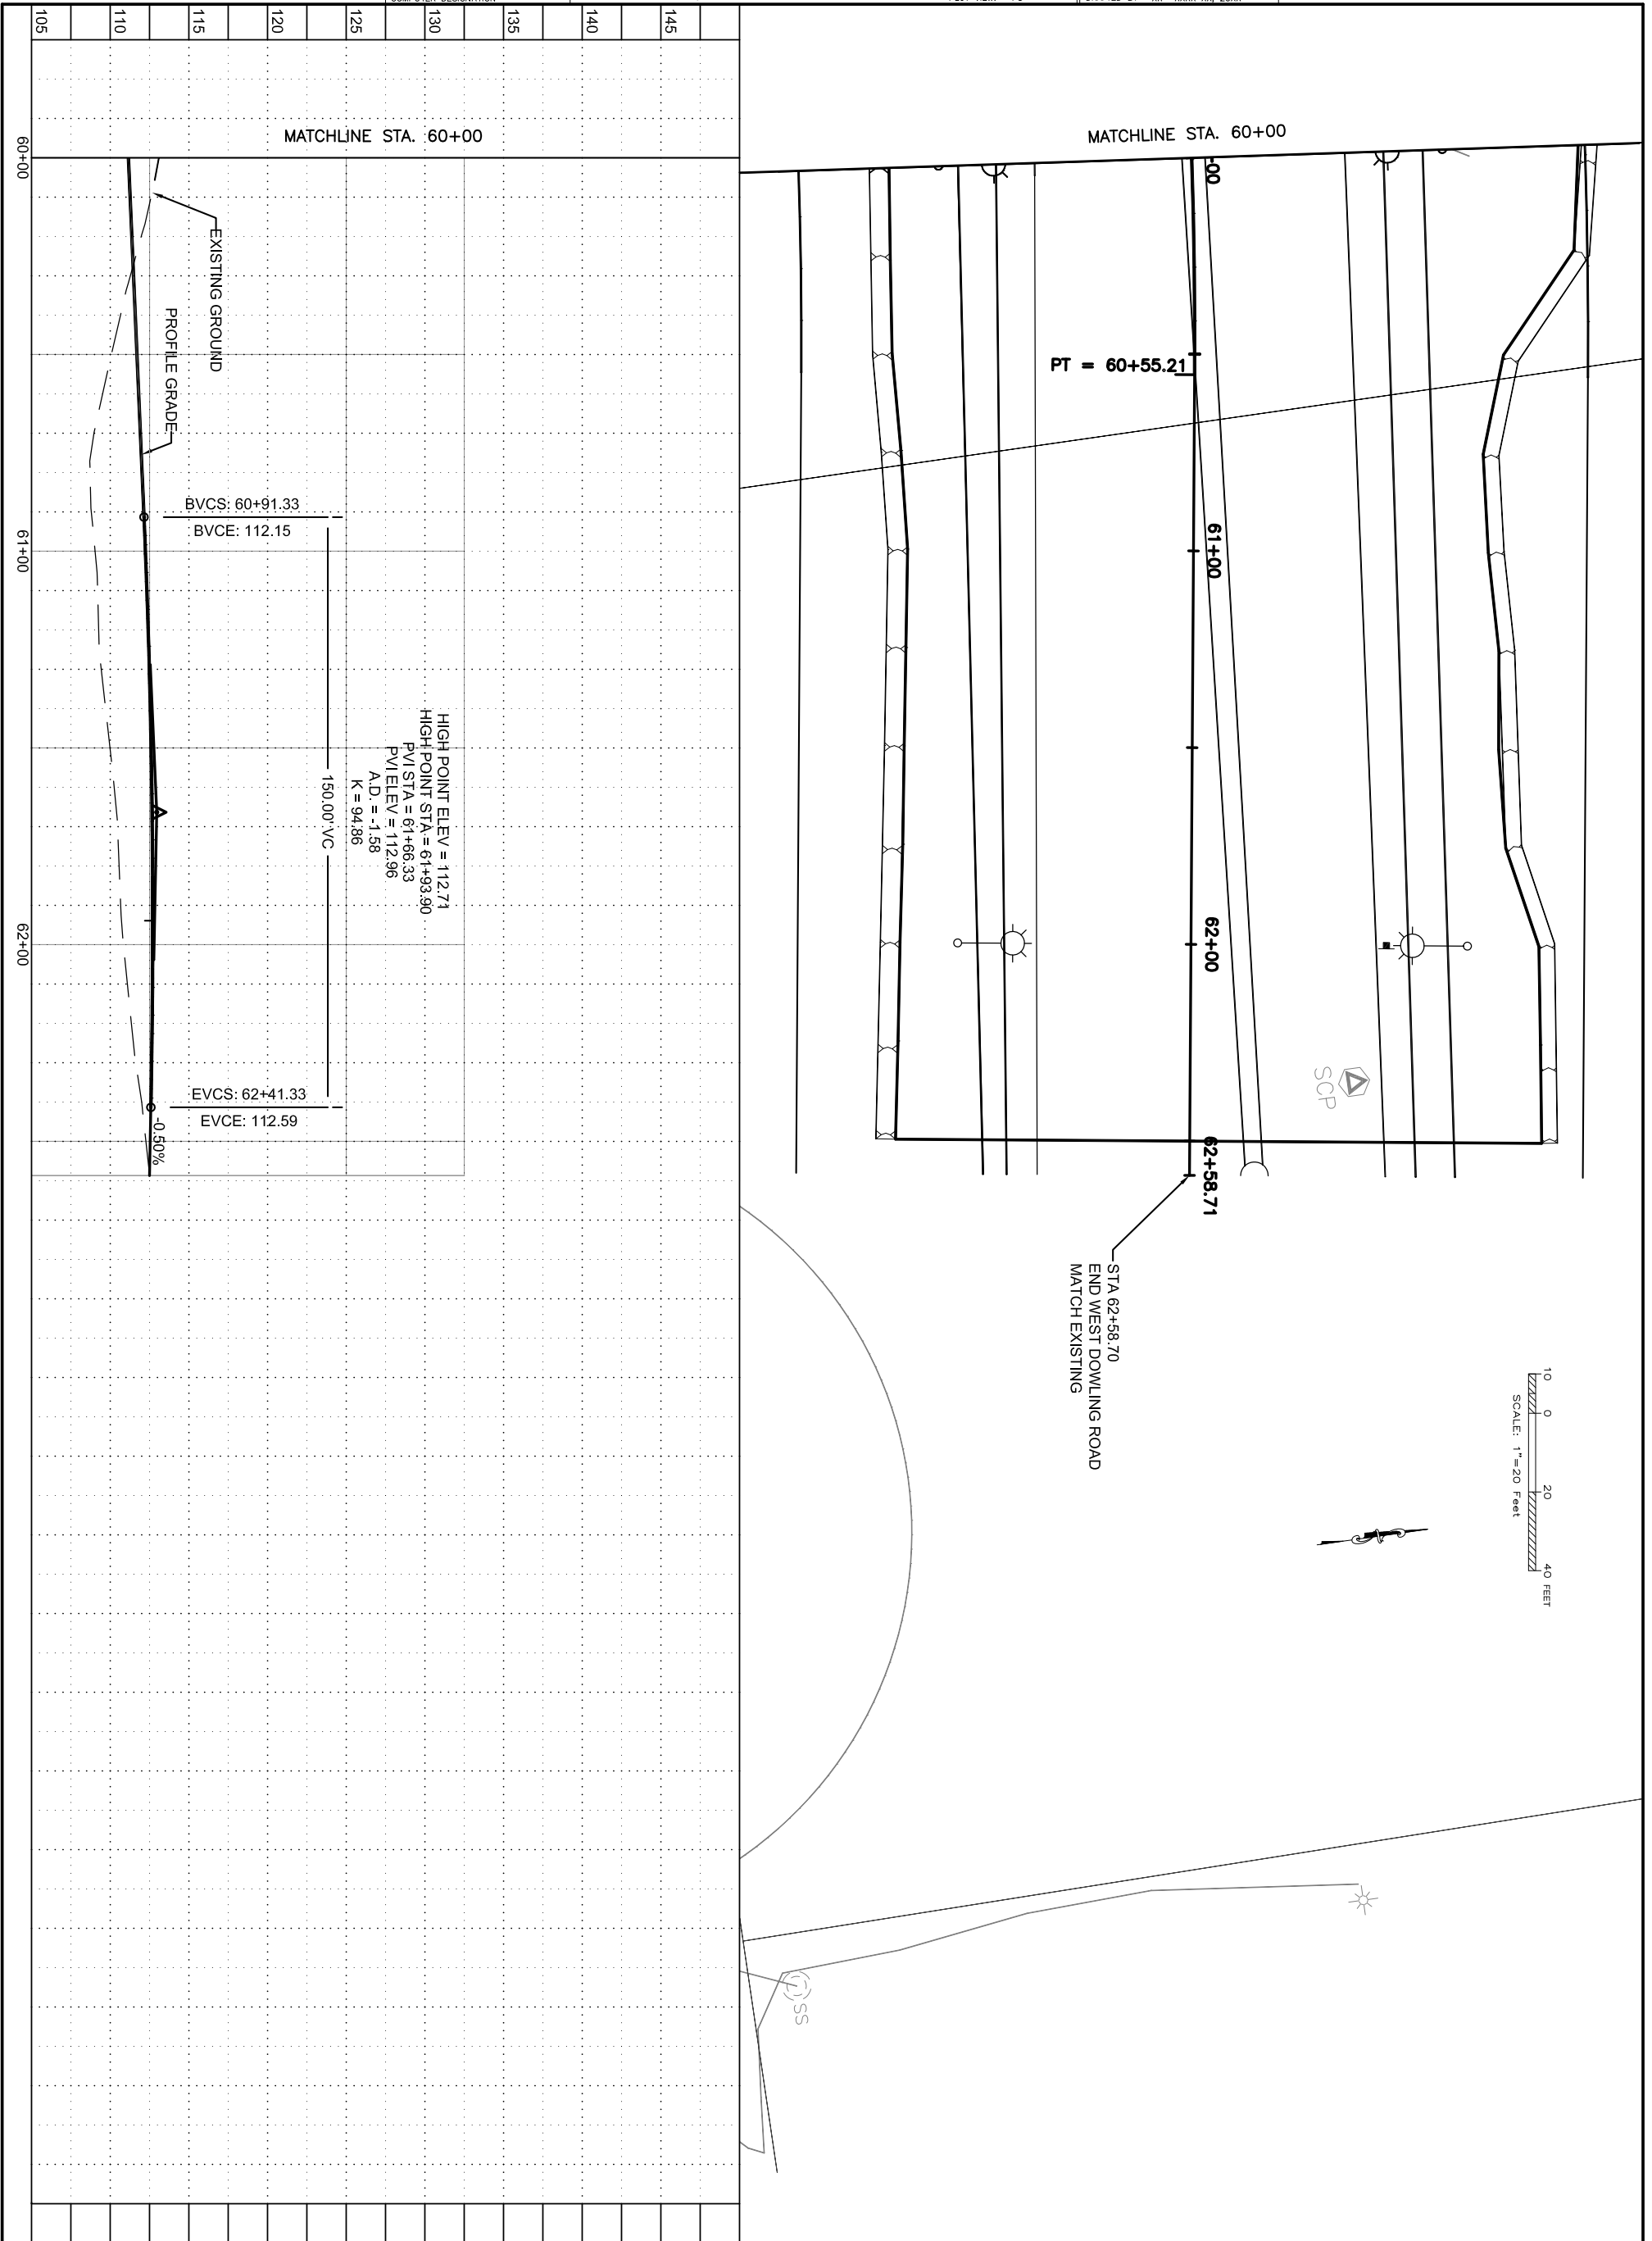 MATCHLINE STA. 60+00
PT = 60+55.21
61+00
62+00
62+58.71
SCP
STA 62+58.70
END WEST DOWLING ROAD
MATCH EXISTING
10 0 20 40 FEET
SCALE: 1"=20 Feet
SS
MATCHLINE STA. 60+00
145
140
135
130
125
120
115
110
105
EXISTING GROUND
PROFILE GRADE
BVCS: 60+91.33
BVCE: 112.15
HIGH POINT ELEV = 112.71
HIGH POINT STA = 61+93.90
PVI STA = 61+66.33
PVI ELEV = 112.96
A.D. = -1.58
K = 94.86
150.00' VC
EVCS: 62+41.33
EVCE: 112.59
-0.50%
60+00
61+00
62+00